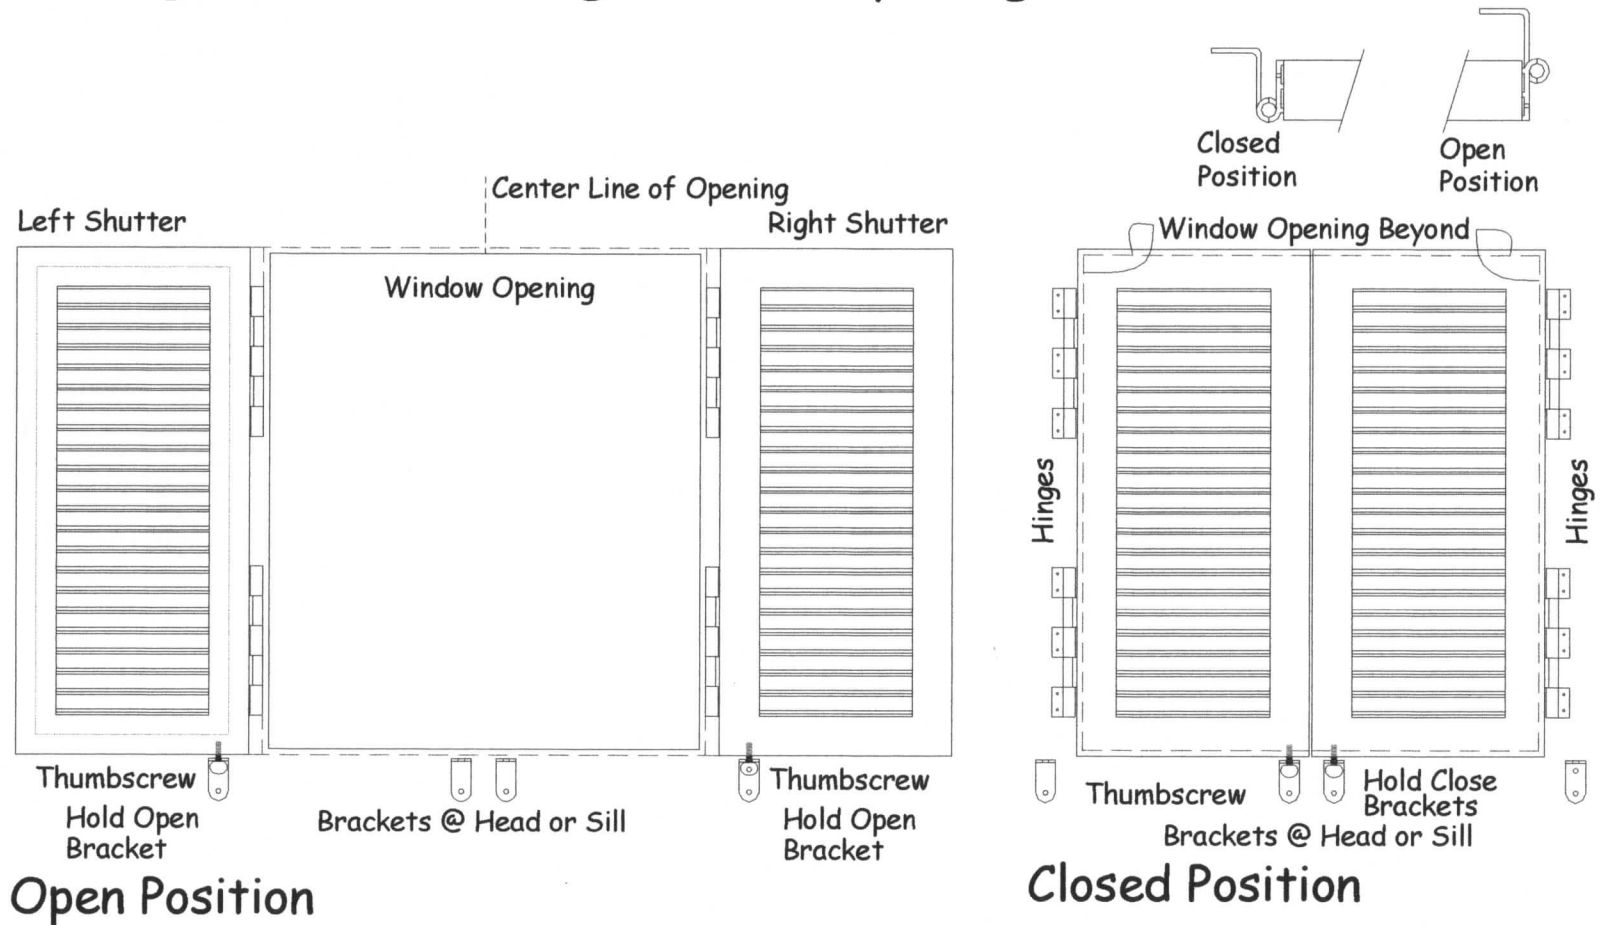 Closed
Position
Open
Position
Center Line of Opening
Left Shutter
Right Shutter
Window Opening
Thumbscrew
Hold Open
Bracket
Brackets @ Head or Sill
Thumbscrew
Hold Open
Bracket
Open Position
Window Opening Beyond
Hinges
Hinges
Thumbscrew
Hold Close
Brackets
Brackets @ Head or Sill
Closed Position